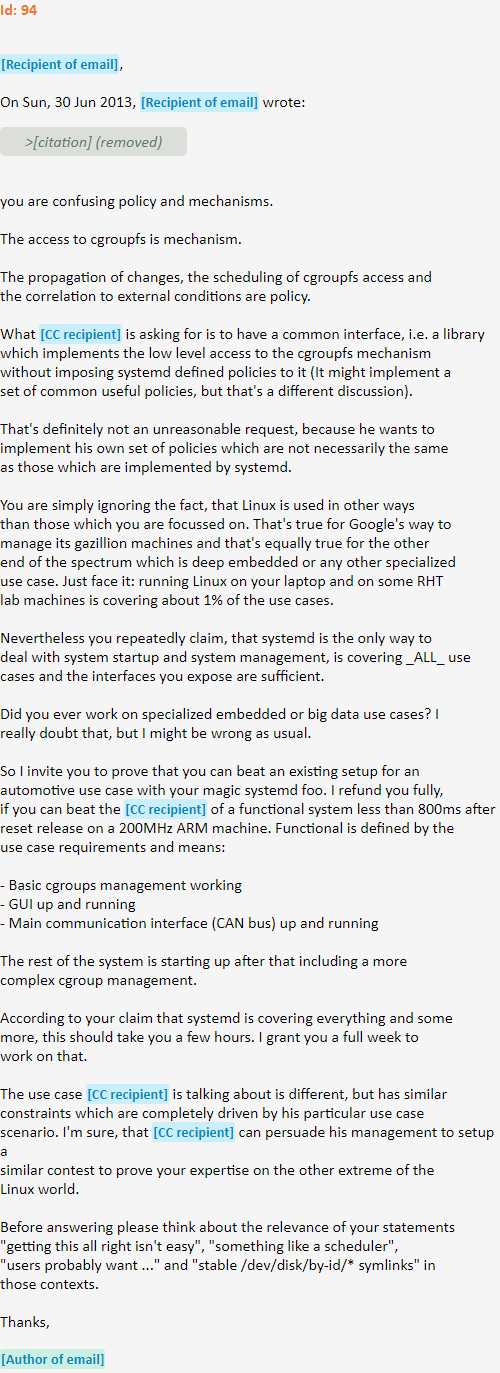 Id: 94
[Recipient of email],
On Sun, 30 Jun 2013, [Recipient of email] wrote:
>[citation] (removed)
you are confusing policy and mechanisms.
The access to cgroupfs is mechanism.
The propagation of changes, the scheduling of cgroupfs access and
the correlation to external conditions are policy.
What [CC recipient] is asking for is to have a common interface, i.e. a library
which implements the low level access to the cgroupfs mechanism
without imposing systemd defined policies to it (It might implement a
set of common useful policies, but that's a different discussion).
That's definitely not an unreasonable request, because he wants to
implement his own set of policies which are not necessarily the same
as those which are implemented by systemd.
You are simply ignoring the fact, that Linux is used in other ways
than those which you are focussed on. That's true for Google's way to
manage its gazillion machines and that's equally true for the other
end of the spectrum which is deep embedded or any other specialized
use case. Just face it: running Linux on your laptop and on some RHT
lab machines is covering about 1% of the use cases.
Nevertheless you repeatedly claim, that systemd is the only way to
deal with system startup and system management, is covering _ALL_ use
cases and the interfaces you expose are sufficient.
Did you ever work on specialized embedded or big data use cases? I
really doubt that, but I might be wrong as usual.
So I invite you to prove that you can beat an existing setup for an
automotive use case with your magic systemd foo. I refund you fully,
if you can beat the [CC recipient] of a functional system less than 800ms after
reset release on a 200MHz ARM machine. Functional is defined by the
use case requirements and means:
- Basic cgroups management working
- GUI up and running
- Main communication interface (CAN bus) up and running
The rest of the system is starting up after that including a more
complex cgroup management.
According to your claim that systemd is covering everything and some
more, this should take you a few hours. I grant you a full week to
work on that.
The use case [CC recipient] is talking about is different, but has similar
constraints which are completely driven by his particular use case
scenario. I'm sure, that [CC recipient] can persuade his management to setup
a
similar contest to prove your expertise on the other extreme of the
Linux world.
Before answering please think about the relevance of your statements
"getting this all right isn't easy", "something like a scheduler",
"users probably want ..." and "stable /dev/disk/by-id/* symlinks" in
those contexts.
Thanks,
[Author of email]